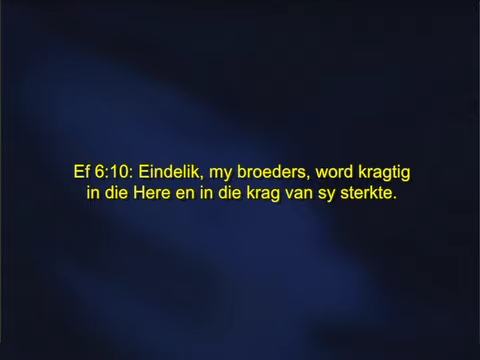 Ef 6:10: Eindelik, my broeders, word kragtig
in die Here en in die krag van sy sterkte.